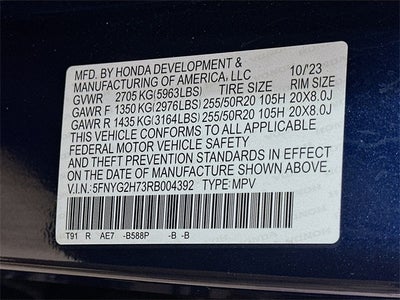 MFD. BY HONDA DEVELOPMENT &
MANUFACTURING OF AMERICA, LLC 10/'23
GVWR 2705 KG(5963LBS) TIRE SIZE RIM SIZE
GAWR F 1350 KG(2976LBS) 255/50R20 105H 20X8.0J
GAWR R 1435 KG(3164LBS) 255/50R20 105H 20X8.0J
THIS VEHICLE CONFORMS TO ALL APPLICABLE
FEDERAL MOTOR VEHICLE SAFETY
AND THEFT PREVENTION STANDARDS IN EFFECT
ON THE DATE OF MANUFACTURE SHOWN ABOVE.
V.I.N.:5FNYG2H73RB004392 TYPE:MPV
T91 R AE7 -B588P -B -B